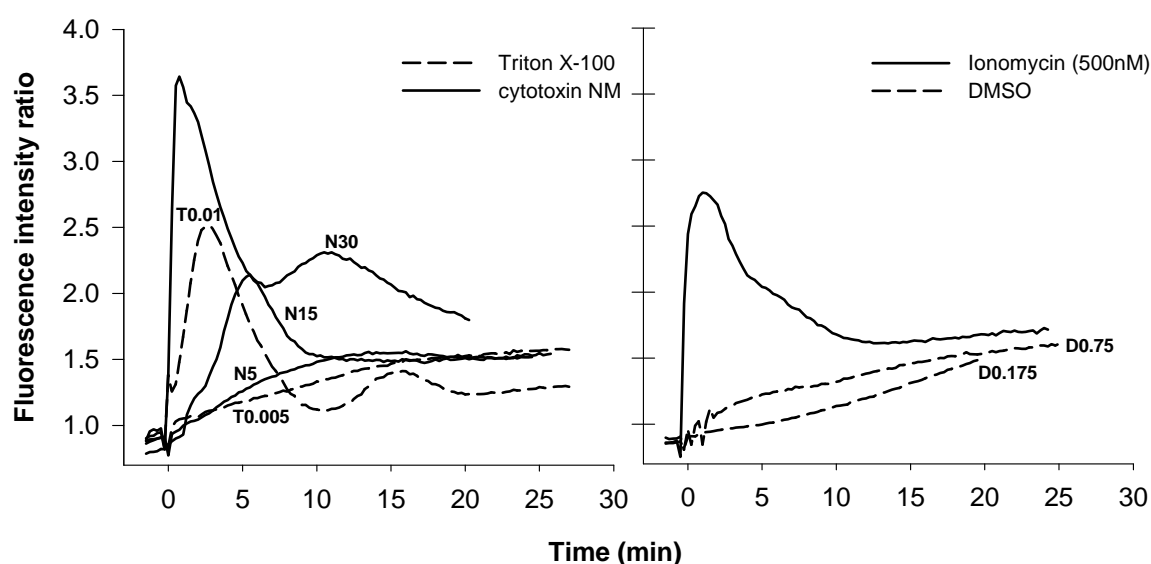 Fluorescence intensity ratio
4.0
3.5
3.0
2.5
2.0
1.5
1.0
Triton X-100
cytotoxin NM
T0.01
N30
N15
N5
T0.005
0 5 10 15 20 25 30
Ionomycin (500nM)
DMSO
D0.75
D0.175
0 5 10 15 20 25 30
Time (min)